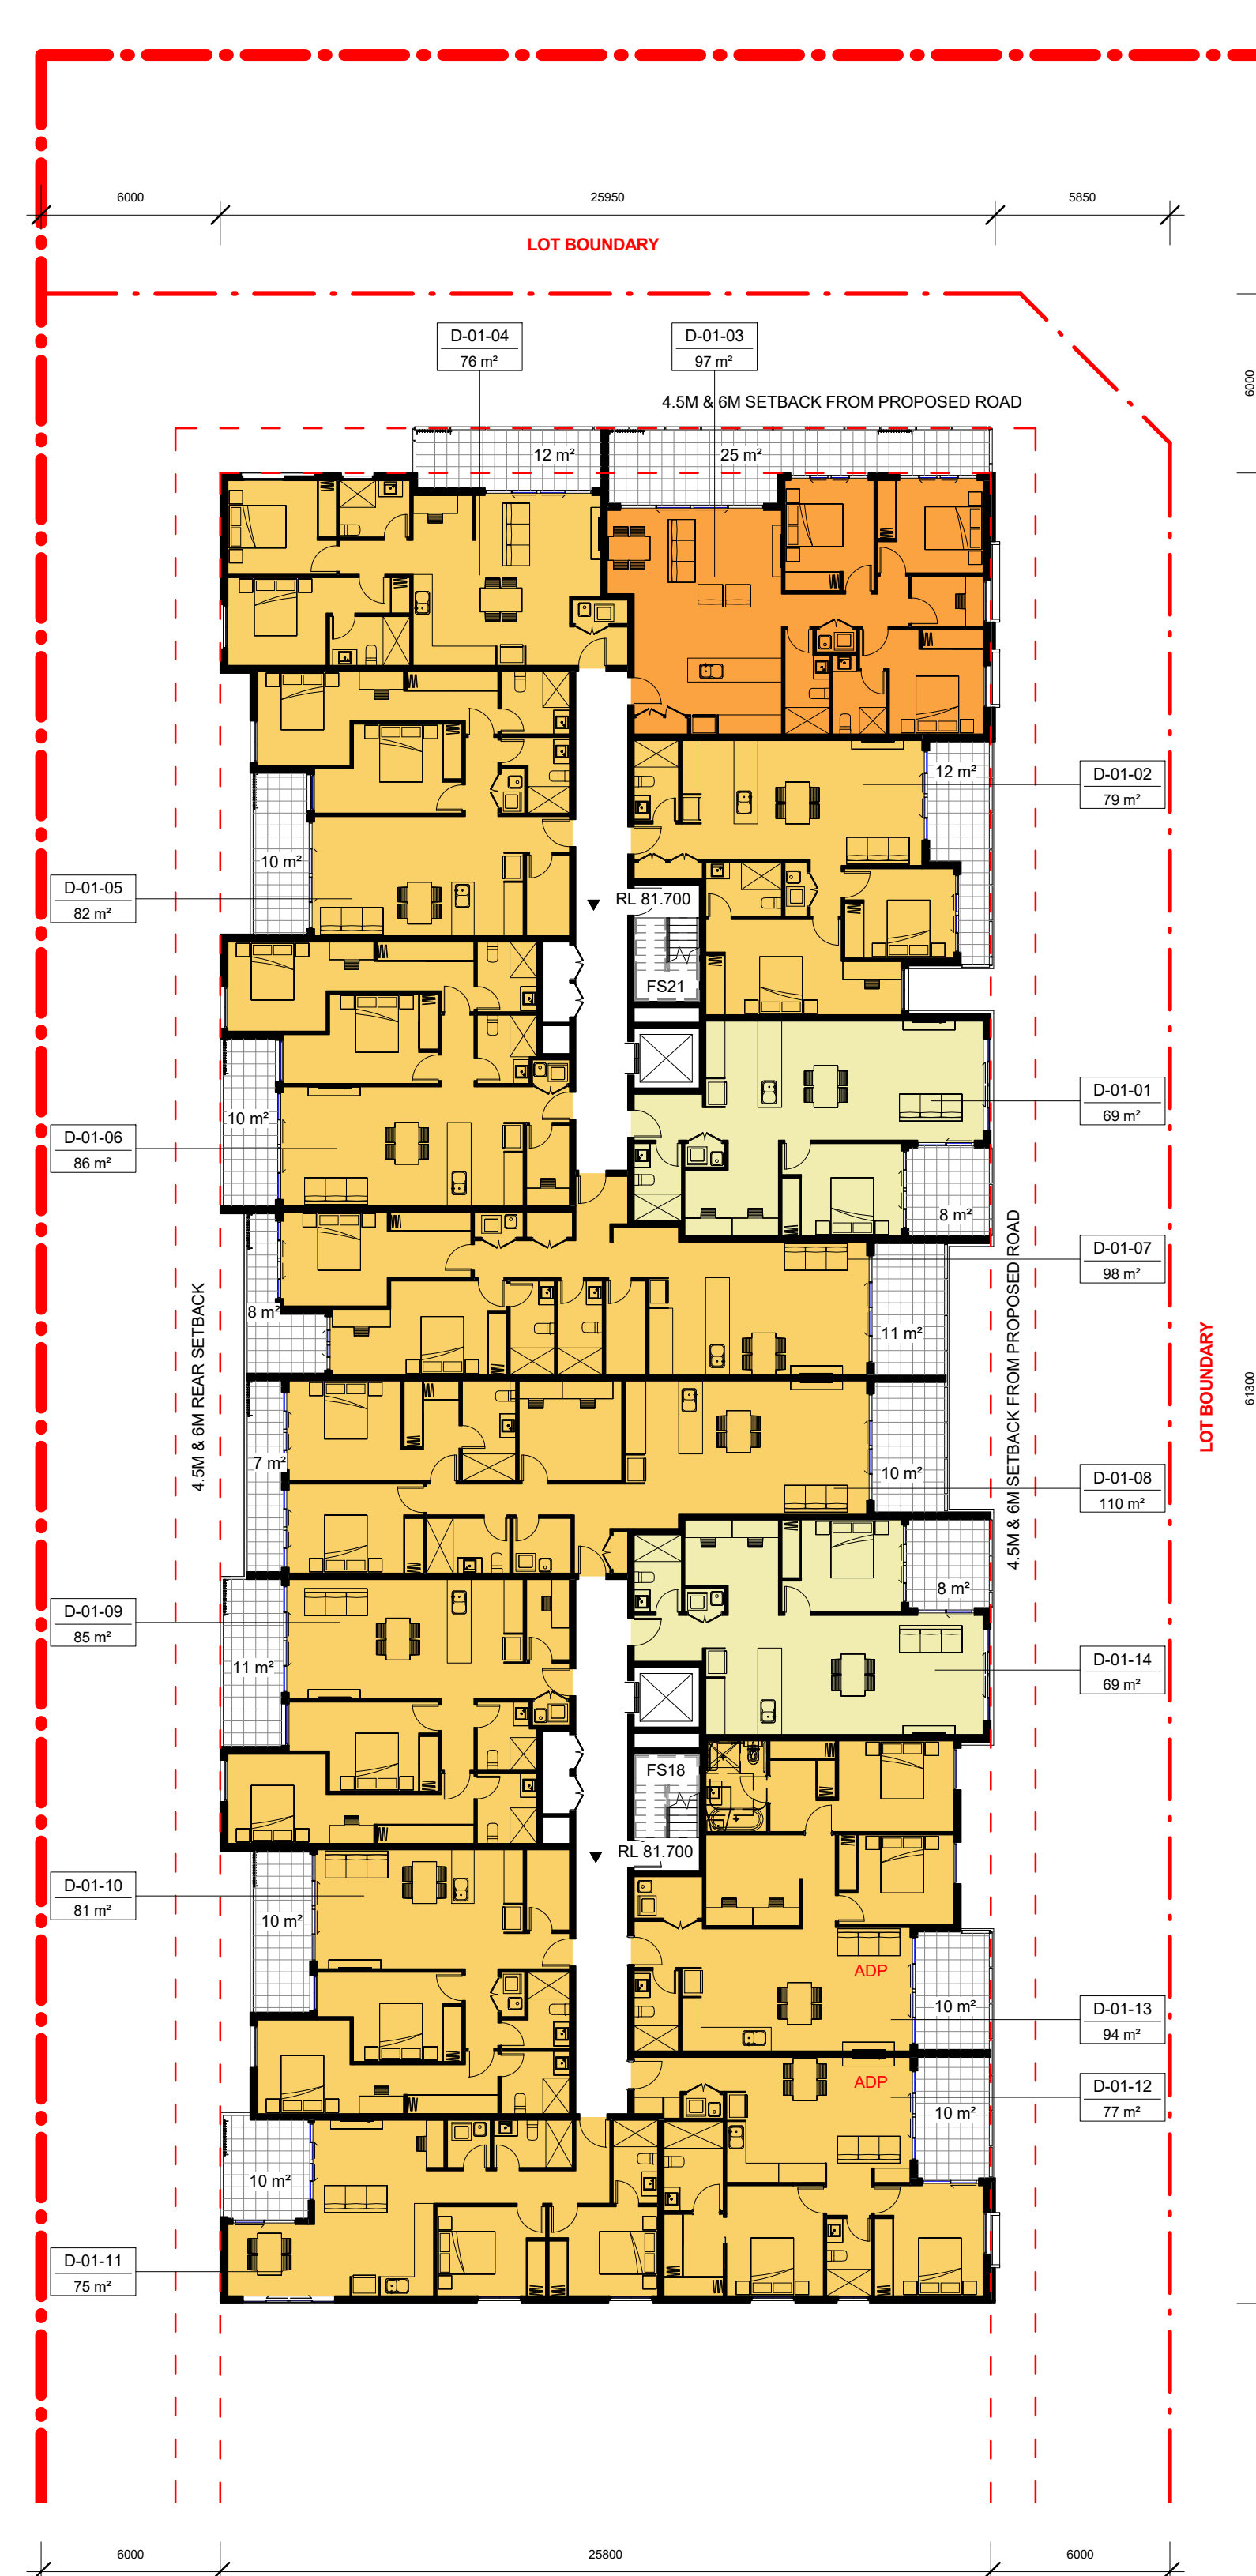 6000
25950
5850
LOT BOUNDARY
D-01-04
76 m²
D-01-03
97 m²
6000
4.5M & 6M SETBACK FROM PROPOSED ROAD
12 m²
25 m²
12 m²
D-01-02
79 m²
10 m²
D-01-05
82 m²
RL 81.700
FS21
D-01-01
69 m²
10 m²
D-01-06
86 m²
8 m²
D-01-07
98 m²
8 m²
11 m²
4.5M & 6M REAR SETBACK
4.5M & 6M SETBACK FROM PROPOSED ROAD
LOT BOUNDARY
61300
7 m²
10 m²
D-01-08
110 m²
8 m²
D-01-09
85 m²
11 m²
D-01-14
69 m²
FS18
RL 81.700
D-01-10
81 m²
10 m²
ADP
10 m²
D-01-13
94 m²
ADP
D-01-12
77 m²
10 m²
10 m²
D-01-11
75 m²
6000
25800
6000